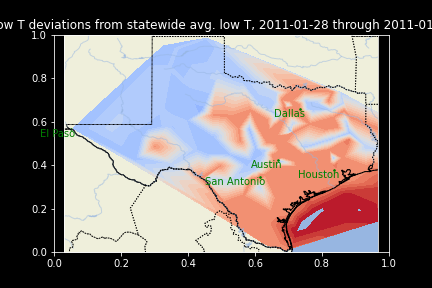 ow T deviations from statewide avg. low T, 2011-01-28 through 2011-01
1.0
0.8
0.6
0.4
0.2
0.0
El Paso
Dallas
Austin
San Antonio
Houston
0.0 0.2 0.4 0.6 0.8 1.0